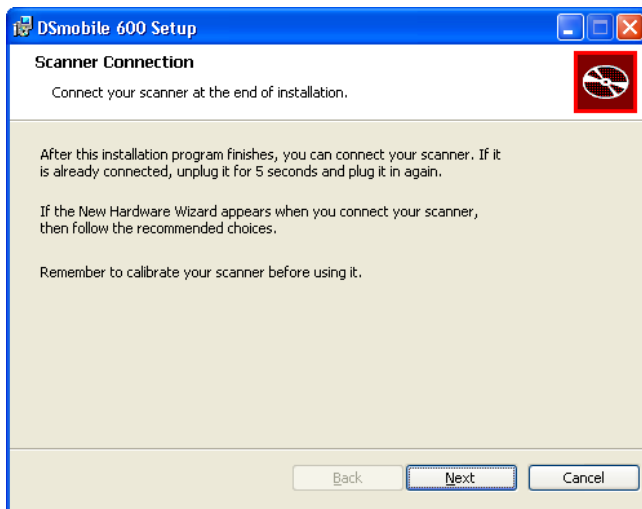 DSmobile 600 Setup
Scanner Connection
Connect your scanner at the end of installation.
After this installation program finishes, you can connect your scanner. If it
is already connected, unplug it for 5 seconds and plug it in again.
If the New Hardware Wizard appears when you connect your scanner,
then follow the recommended choices.
Remember to calibrate your scanner before using it.
Back Next Cancel